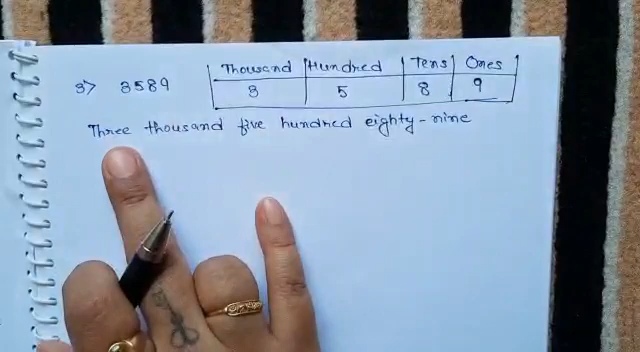 3> 3589
Thousand Hundred Tens Ones
3 5 8 9
Three thousand five hundred eighty-nine